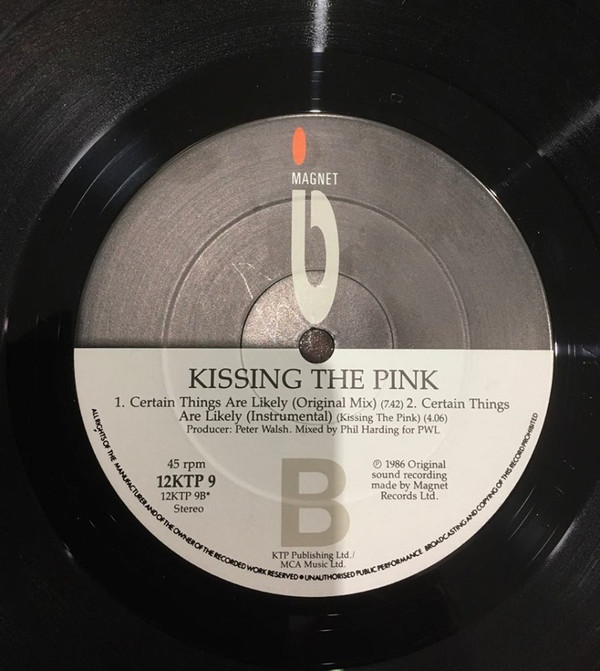 MAGNET
KISSING THE PINK
1. Certain Things Are Likely (Original Mix) (7.42) 2. Certain Things
Are Likely (Instrumental) (Kissing The Pink) (4.06)
Producer: Peter Walsh. Mixed by Phil Harding for PWL
45 rpm
12KTP 9
12KTP 9B*
Stereo
B
℗ 1986 Original
sound recording
made by Magnet
Records Ltd.
KTP Publishing Ltd./
MCA Music Ltd.
ALL RIGHTS OF THE MANUFACTURER AND OF THE OWNER OF THE RECORDED WORK RESERVED • UNAUTHORISED PUBLIC PERFORMANCE BROADCASTING AND COPYING OF THIS RECORD PROHIBITED